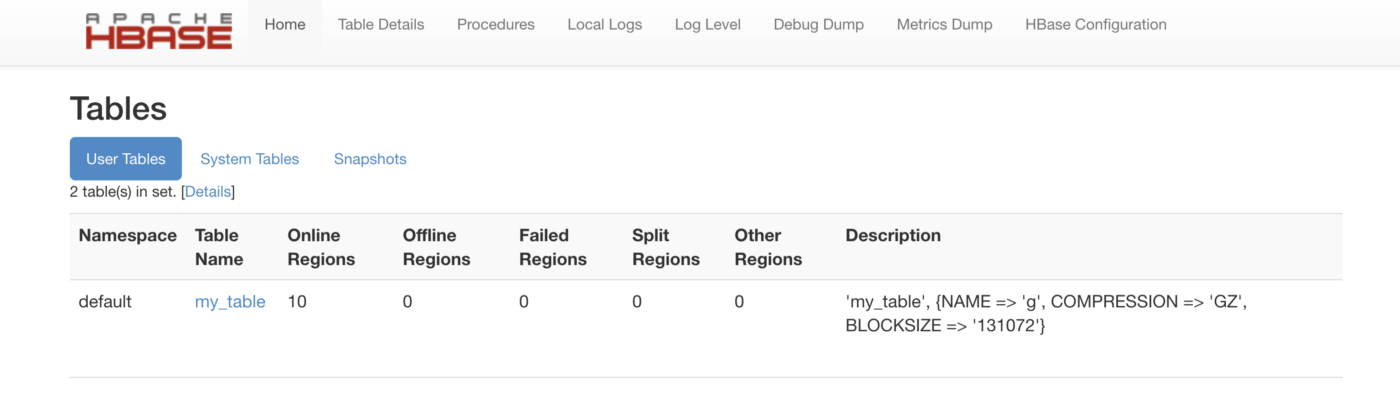 APACHE
HBASE
Home Table Details Procedures Local Logs Log Level Debug Dump Metrics Dump HBase Configuration
Tables
User Tables System Tables Snapshots
2 table(s) in set. [Details]
Namespace Table Online Offline Failed Split Other Description
Name Regions Regions Regions Regions Regions
default my_table 10 0 0 0 0 'my_table', {NAME => 'g', COMPRESSION => 'GZ',
BLOCKSIZE => '131072'}